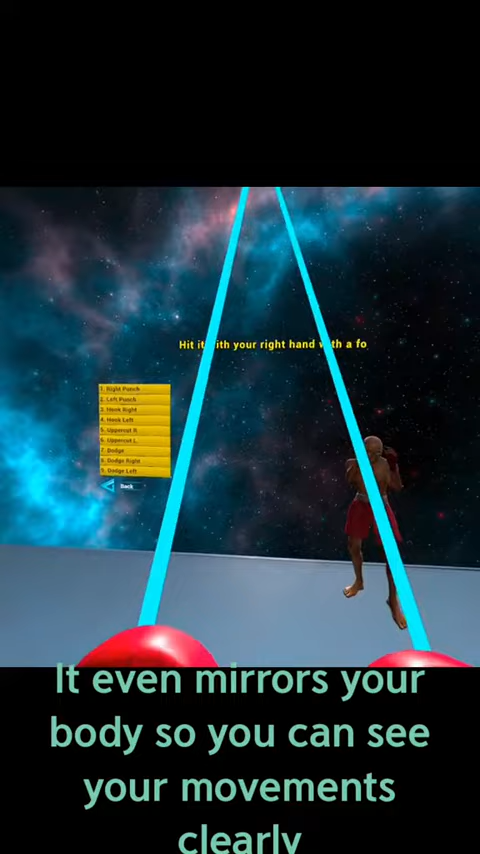 Hit it with your right hand with a fo
1. Right Punch
2. Left Punch
3. Hook Right
4. Hook Left
5. Uppercut R
6. Uppercut L
7. Dodge
8. Dodge Right
9. Dodge Left
Back
It even mirrors your
body so you can see
your movements
clearly